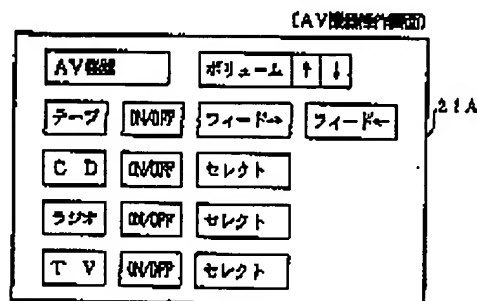 [AV機器操作画面]
AV機器 ボリューム ↑ ↓
テープ ON/OFF フィード→ フィード←
21A
CD ON/OFF セレクト
ラジオ ON/OFF セレクト
TV ON/OFF セレクト